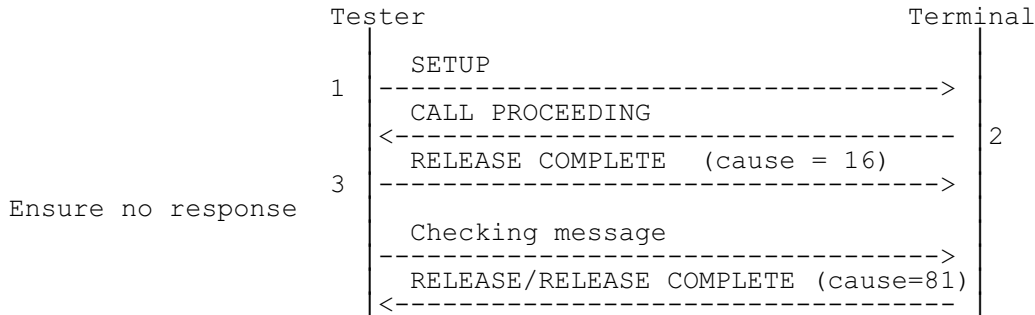 Tester Terminal
SETUP
1 |----------------------------------->
CALL PROCEEDING
|<----------------------------------- |2
RELEASE COMPLETE (cause = 16)
3 |----------------------------------->
Ensure no response
Checking message
|----------------------------------->
RELEASE/RELEASE COMPLETE (cause=81)
|<-----------------------------------